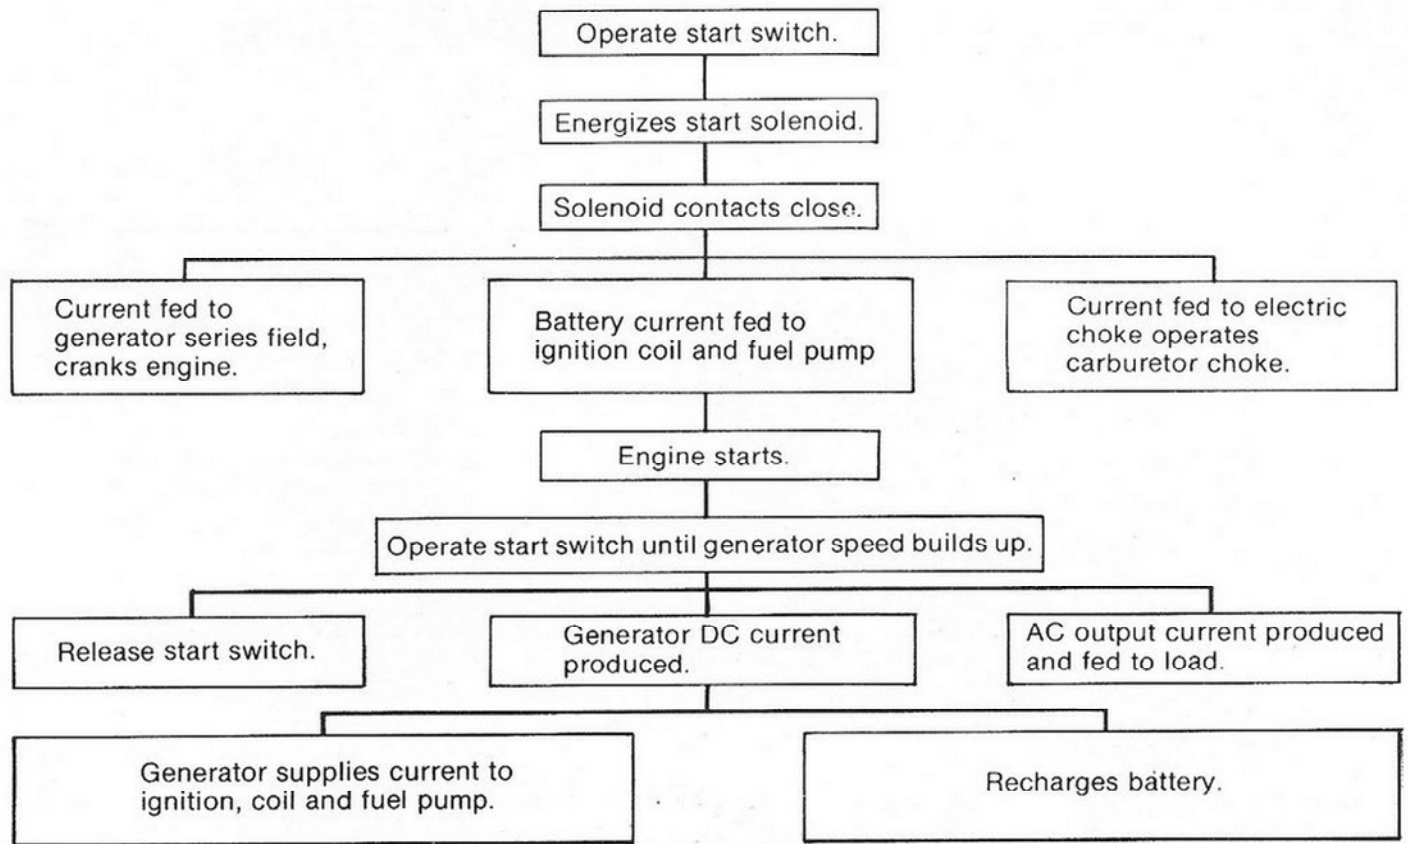 Operate start switch.
Energizes start solenoid.
Solenoid contacts close.
Current fed to
generator series field,
cranks engine.
Battery current fed to
ignition coil and fuel pump
Current fed to electric
choke operates
carburetor choke.
Engine starts.
Operate start switch until generator speed builds up.
Release start switch.
Generator DC current
produced.
AC output current produced
and fed to load.
Generator supplies current to
ignition, coil and fuel pump.
Recharges battery.